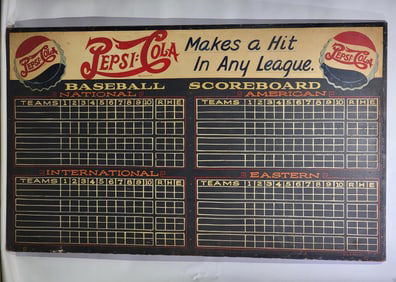 PEPSI:COLA
PEPSI:COLA
Makes a Hit
In Any League.
PEPSI:COLA
BASEBALL SCOREBOARD
NATIONAL
AMERICAN
TEAMS 1 2 3 4 5 6 7 8 9 10 R H E
TEAMS 1 2 3 4 5 6 7 8 9 10 R H E
INTERNATIONAL
EASTERN
TEAMS 1 2 3 4 5 6 7 8 9 10 R H E
TEAMS 1 2 3 4 5 6 7 8 9 10 R H E